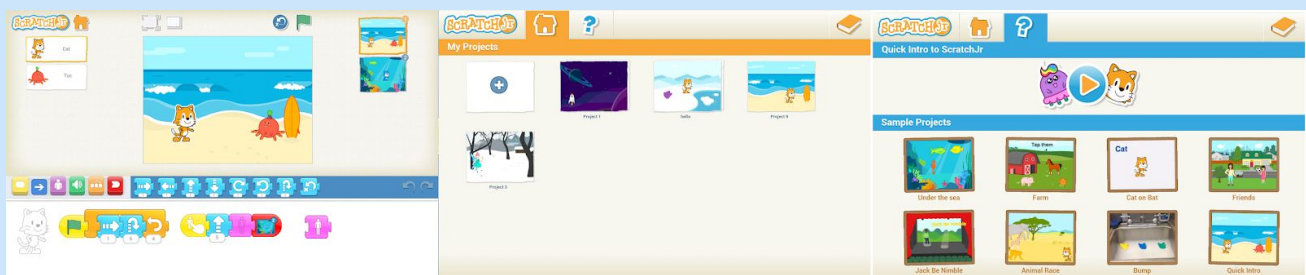 SCRATCHJr
Cat
SCRATCHJr
My Projects
Project 1
hello
Project 9
Project 3
SCRATCHJr
Quick Intro to ScratchJr
Sample Projects
Tap them
Cat
Under the sea
Farm
Cat on Bat
Friends
Jack Be Nimble
Animal Race
Bump
Quick Intro